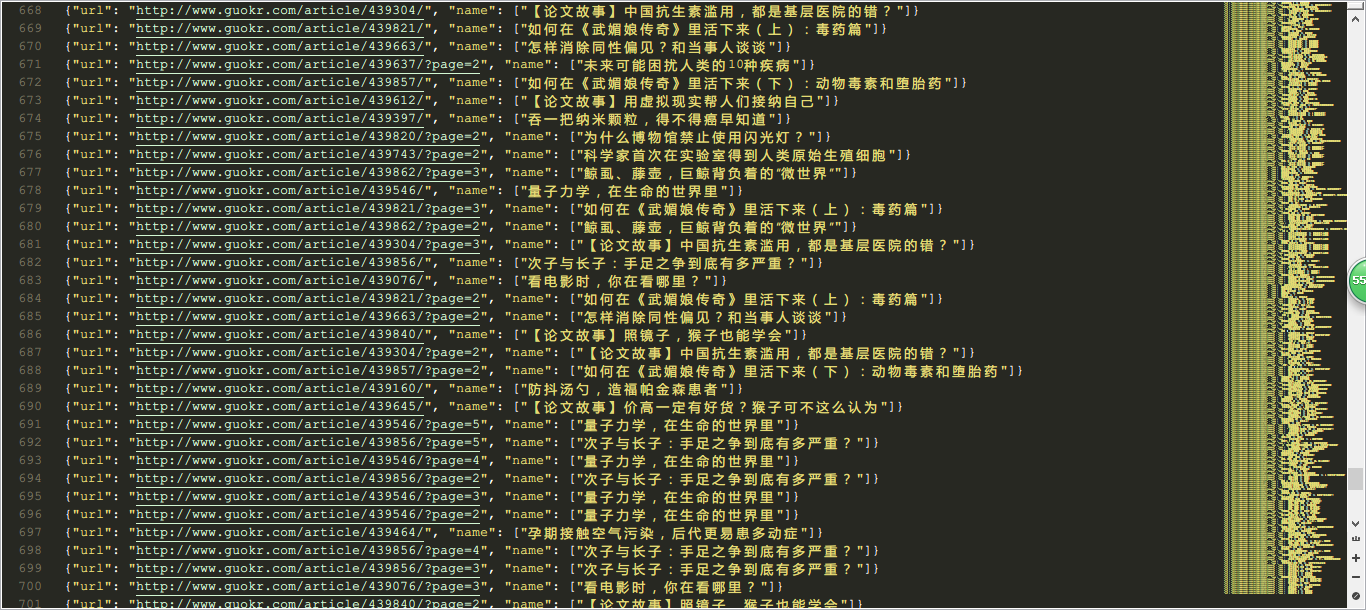 668 {"url": "http://www.guokr.com/article/439304/", "name": ["【论文故事】中国抗生素滥用，都是基层医院的错？"]}
669 {"url": "http://www.guokr.com/article/439821/", "name": ["如何在《武媚娘传奇》里活下来（上）：毒药篇"]}
670 {"url": "http://www.guokr.com/article/439663/", "name": ["怎样消除同性偏见？和当事人谈谈"]}
671 {"url": "http://www.guokr.com/article/439637/?page=2", "name": ["未来可能困扰人类的10种疾病"]}
672 {"url": "http://www.guokr.com/article/439857/", "name": ["如何在《武媚娘传奇》里活下来（下）：动物毒素和堕胎药"]}
673 {"url": "http://www.guokr.com/article/439612/", "name": ["【论文故事】用虚拟现实帮人们接纳自己"]}
674 {"url": "http://www.guokr.com/article/439397/", "name": ["吞一把纳米颗粒，得不得癌早知道"]}
675 {"url": "http://www.guokr.com/article/439820/?page=2", "name": ["为什么博物馆禁止使用闪光灯？"]}
676 {"url": "http://www.guokr.com/article/439743/?page=2", "name": ["科学家首次在实验室得到人类原始生殖细胞"]}
677 {"url": "http://www.guokr.com/article/439862/?page=3", "name": ["鲸虱、藤壶，巨鲸背负着的“微世界”"]}
678 {"url": "http://www.guokr.com/article/439546/", "name": ["量子力学，在生命的世界里"]}
679 {"url": "http://www.guokr.com/article/439821/?page=3", "name": ["如何在《武媚娘传奇》里活下来（上）：毒药篇"]}
680 {"url": "http://www.guokr.com/article/439862/?page=2", "name": ["鲸虱、藤壶，巨鲸背负着的“微世界”"]}
681 {"url": "http://www.guokr.com/article/439304/?page=3", "name": ["【论文故事】中国抗生素滥用，都是基层医院的错？"]}
682 {"url": "http://www.guokr.com/article/439856/", "name": ["次子与长子：手足之争到底有多严重？"]}
683 {"url": "http://www.guokr.com/article/439076/", "name": ["看电影时，你在看哪里？"]}
684 {"url": "http://www.guokr.com/article/439821/?page=2", "name": ["如何在《武媚娘传奇》里活下来（上）：毒药篇"]}
685 {"url": "http://www.guokr.com/article/439663/?page=2", "name": ["怎样消除同性偏见？和当事人谈谈"]}
686 {"url": "http://www.guokr.com/article/439840/", "name": ["【论文故事】照镜子，猴子也能学会"]}
687 {"url": "http://www.guokr.com/article/439304/?page=2", "name": ["【论文故事】中国抗生素滥用，都是基层医院的错？"]}
688 {"url": "http://www.guokr.com/article/439857/?page=2", "name": ["如何在《武媚娘传奇》里活下来（下）：动物毒素和堕胎药"]}
689 {"url": "http://www.guokr.com/article/439160/", "name": ["防抖汤勺，造福帕金森患者"]}
690 {"url": "http://www.guokr.com/article/439645/", "name": ["【论文故事】价高一定有好货？猴子可不这么认为"]}
691 {"url": "http://www.guokr.com/article/439546/?page=5", "name": ["量子力学，在生命的世界里"]}
692 {"url": "http://www.guokr.com/article/439856/?page=5", "name": ["次子与长子：手足之争到底有多严重？"]}
693 {"url": "http://www.guokr.com/article/439546/?page=4", "name": ["量子力学，在生命的世界里"]}
694 {"url": "http://www.guokr.com/article/439856/?page=2", "name": ["次子与长子：手足之争到底有多严重？"]}
695 {"url": "http://www.guokr.com/article/439546/?page=3", "name": ["量子力学，在生命的世界里"]}
696 {"url": "http://www.guokr.com/article/439546/?page=2", "name": ["量子力学，在生命的世界里"]}
697 {"url": "http://www.guokr.com/article/439464/", "name": ["孕期接触空气污染，后代更易患多动症"]}
698 {"url": "http://www.guokr.com/article/439856/?page=4", "name": ["次子与长子：手足之争到底有多严重？"]}
699 {"url": "http://www.guokr.com/article/439856/?page=3", "name": ["次子与长子：手足之争到底有多严重？"]}
700 {"url": "http://www.guokr.com/article/439076/?page=3", "name": ["看电影时，你在看哪里？"]}
701 {"url": "http://www.guokr.com/article/439840/?page=2", "name": ["【论文故事】照镜子，猴子也能学会"]}
55